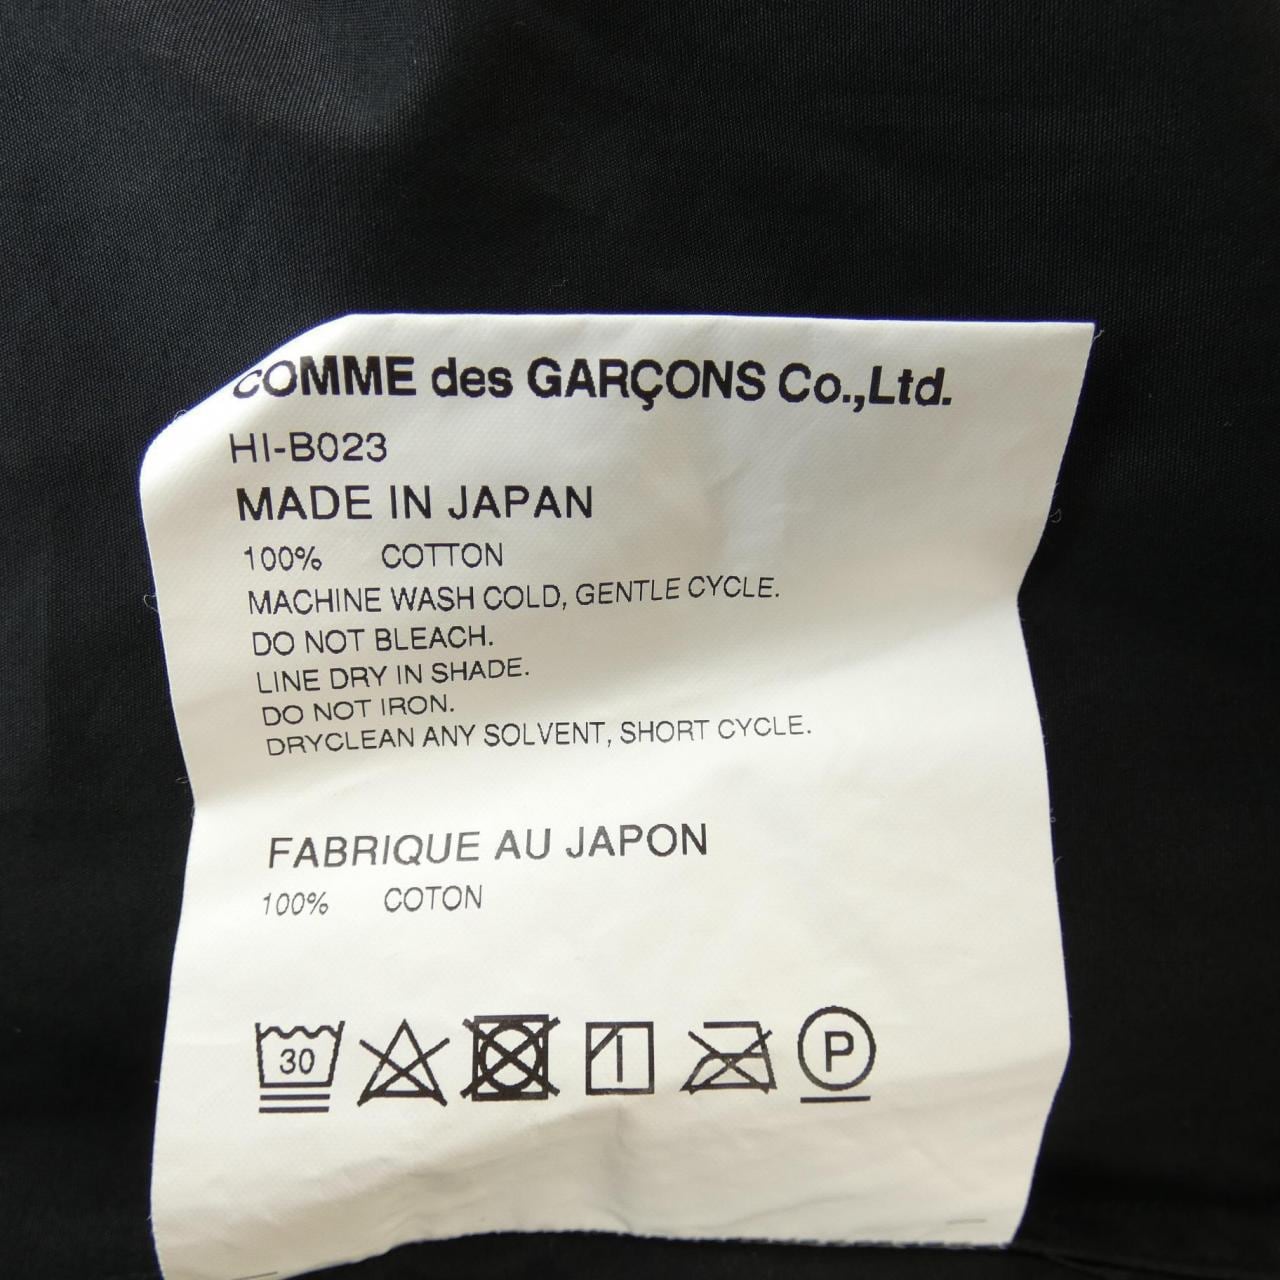 COMME des GARÇONS Co.,Ltd.
HI-B023
MADE IN JAPAN
100% COTTON
MACHINE WASH COLD, GENTLE CYCLE.
DO NOT BLEACH.
LINE DRY IN SHADE.
DO NOT IRON.
DRYCLEAN ANY SOLVENT, SHORT CYCLE.
FABRIQUE AU JAPON
100% COTON
30 P